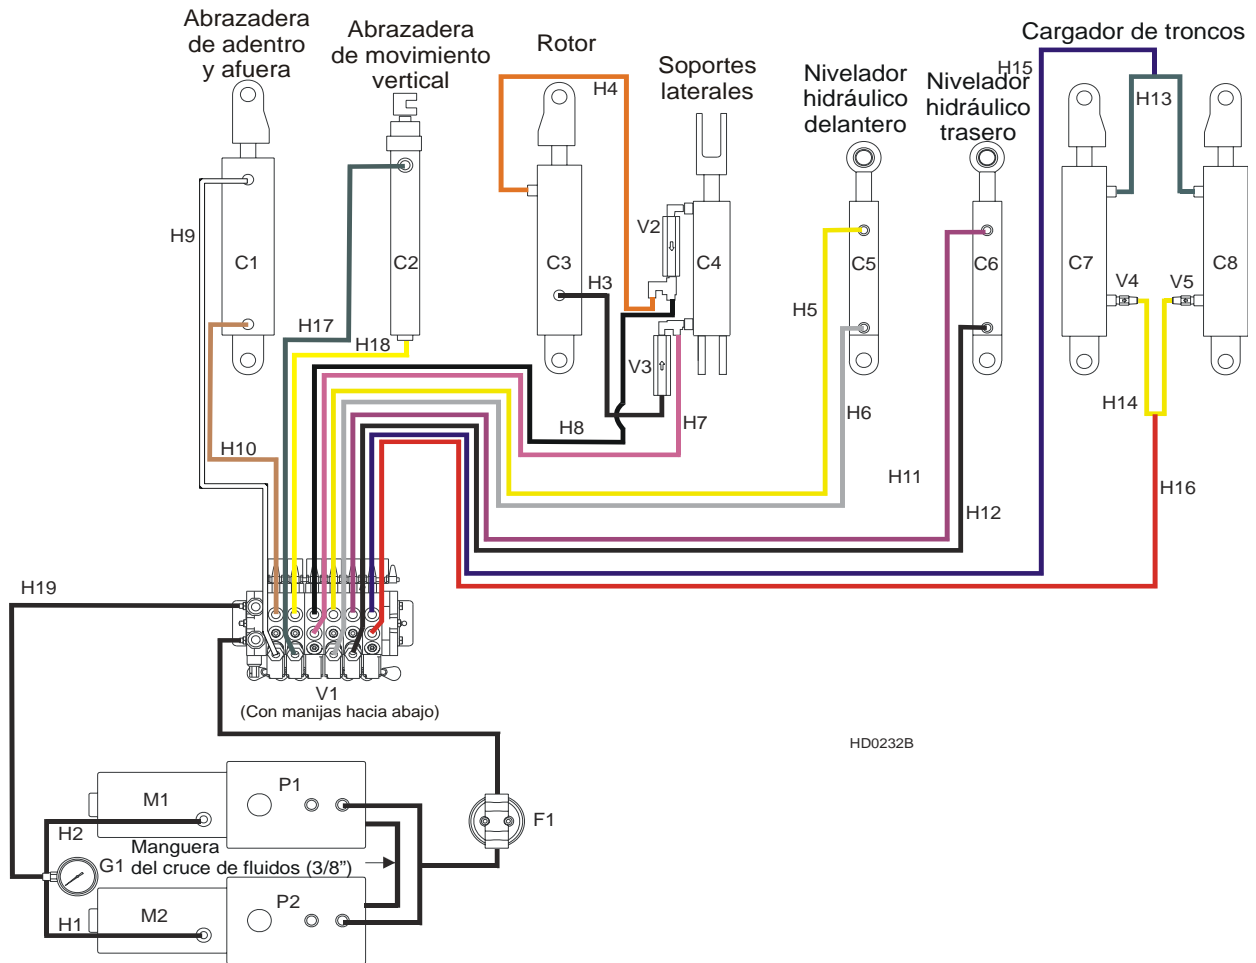 Abrazadera
de adentro
y afuera
Abrazadera
de movimiento
vertical
Rotor
Soportes
laterales
Nivelador
hidráulico
delantero
Nivelador
hidráulico
trasero
Cargador de troncos
H15
H4
H13
H9
V2
C1
C2
C3
C4
C5
C6
C7
C8
V4
V5
H3
H5
H17
H18
V3
H14
H6
H7
H8
H10
H11
H16
H12
H19
V1
(Con manijas hacia abajo)
HD0232B
M1
P1
F1
H2
Manguera
del cruce de fluidos (3/8”)
G1
M2
P2
H1